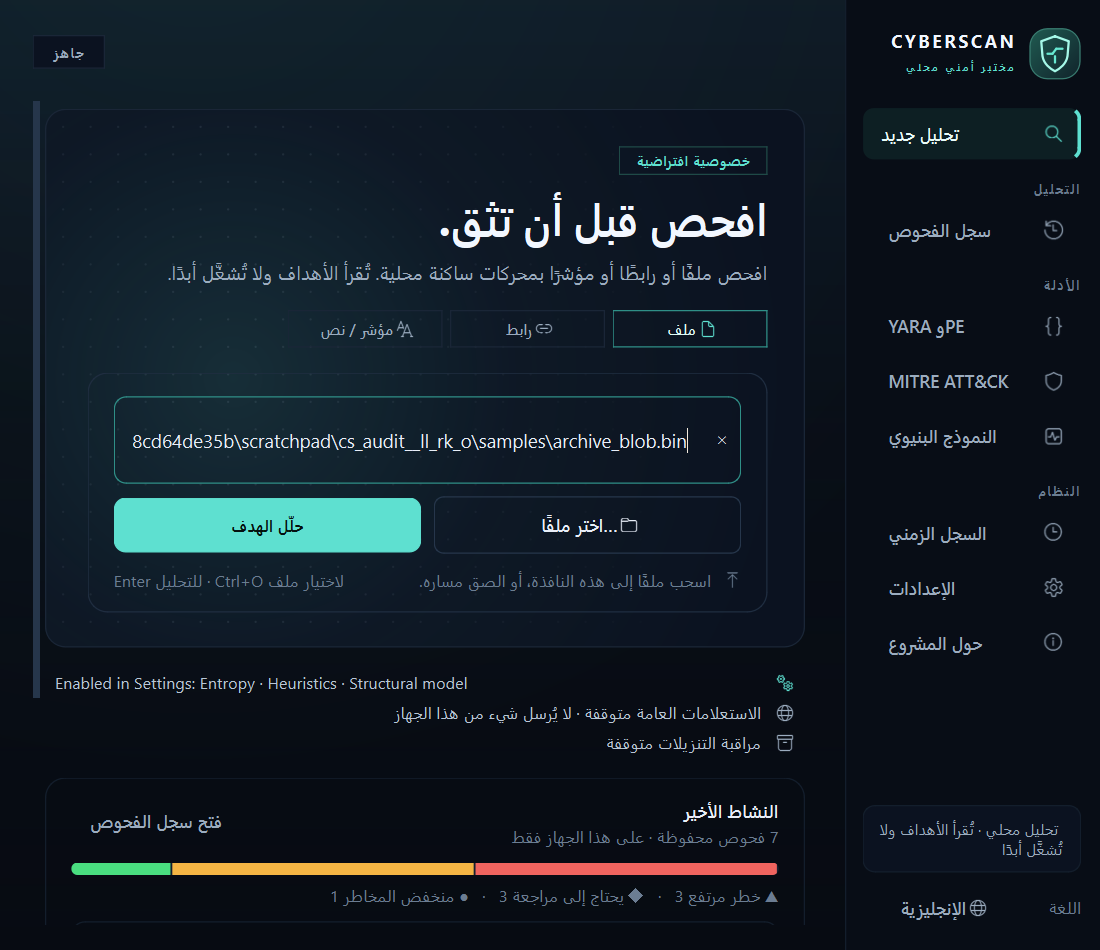 CYBERSCAN
مختبر أمني محلي
تحليل جديد
التحليل
سجل الفحوص
الأدلة
YARA وPE
MITRE ATT&CK
النموذج البنيوي
النظام
السجل الزمني
الإعدادات
حول المشروع
تحليل محلي · تُقرأ الأهداف ولا
تُشغَّل أبدًا
اللغة
الإنجليزية
جاهز
خصوصية افتراضية
افحص قبل أن تثق.
افحص ملفًا أو رابطًا أو مؤشرًا بمحركات ساكنة محلية. تُقرأ الأهداف ولا تُشغَّل أبدًا.
ملف
رابط
مؤشر / نص
8cd64de35b\scratchpad\cs_audit__ll_rk_o\samples\archive_blob.bin
×
اختر ملفًا...
حلّل الهدف
اسحب ملفًا إلى هذه النافذة، أو الصق مساره.
لاختيار ملف Ctrl+O · للتحليل Enter
Enabled in Settings: Entropy · Heuristics · Structural model
الاستعلامات العامة متوقفة · لا يُرسل شيء من هذا الجهاز
مراقبة التنزيلات متوقفة
النشاط الأخير
7 فحوص محفوظة · على هذا الجهاز فقط
فتح سجل الفحوص
▲ خطر مرتفع 3 · ◆ يحتاج إلى مراجعة 3 · ● منخفض المخاطر 1